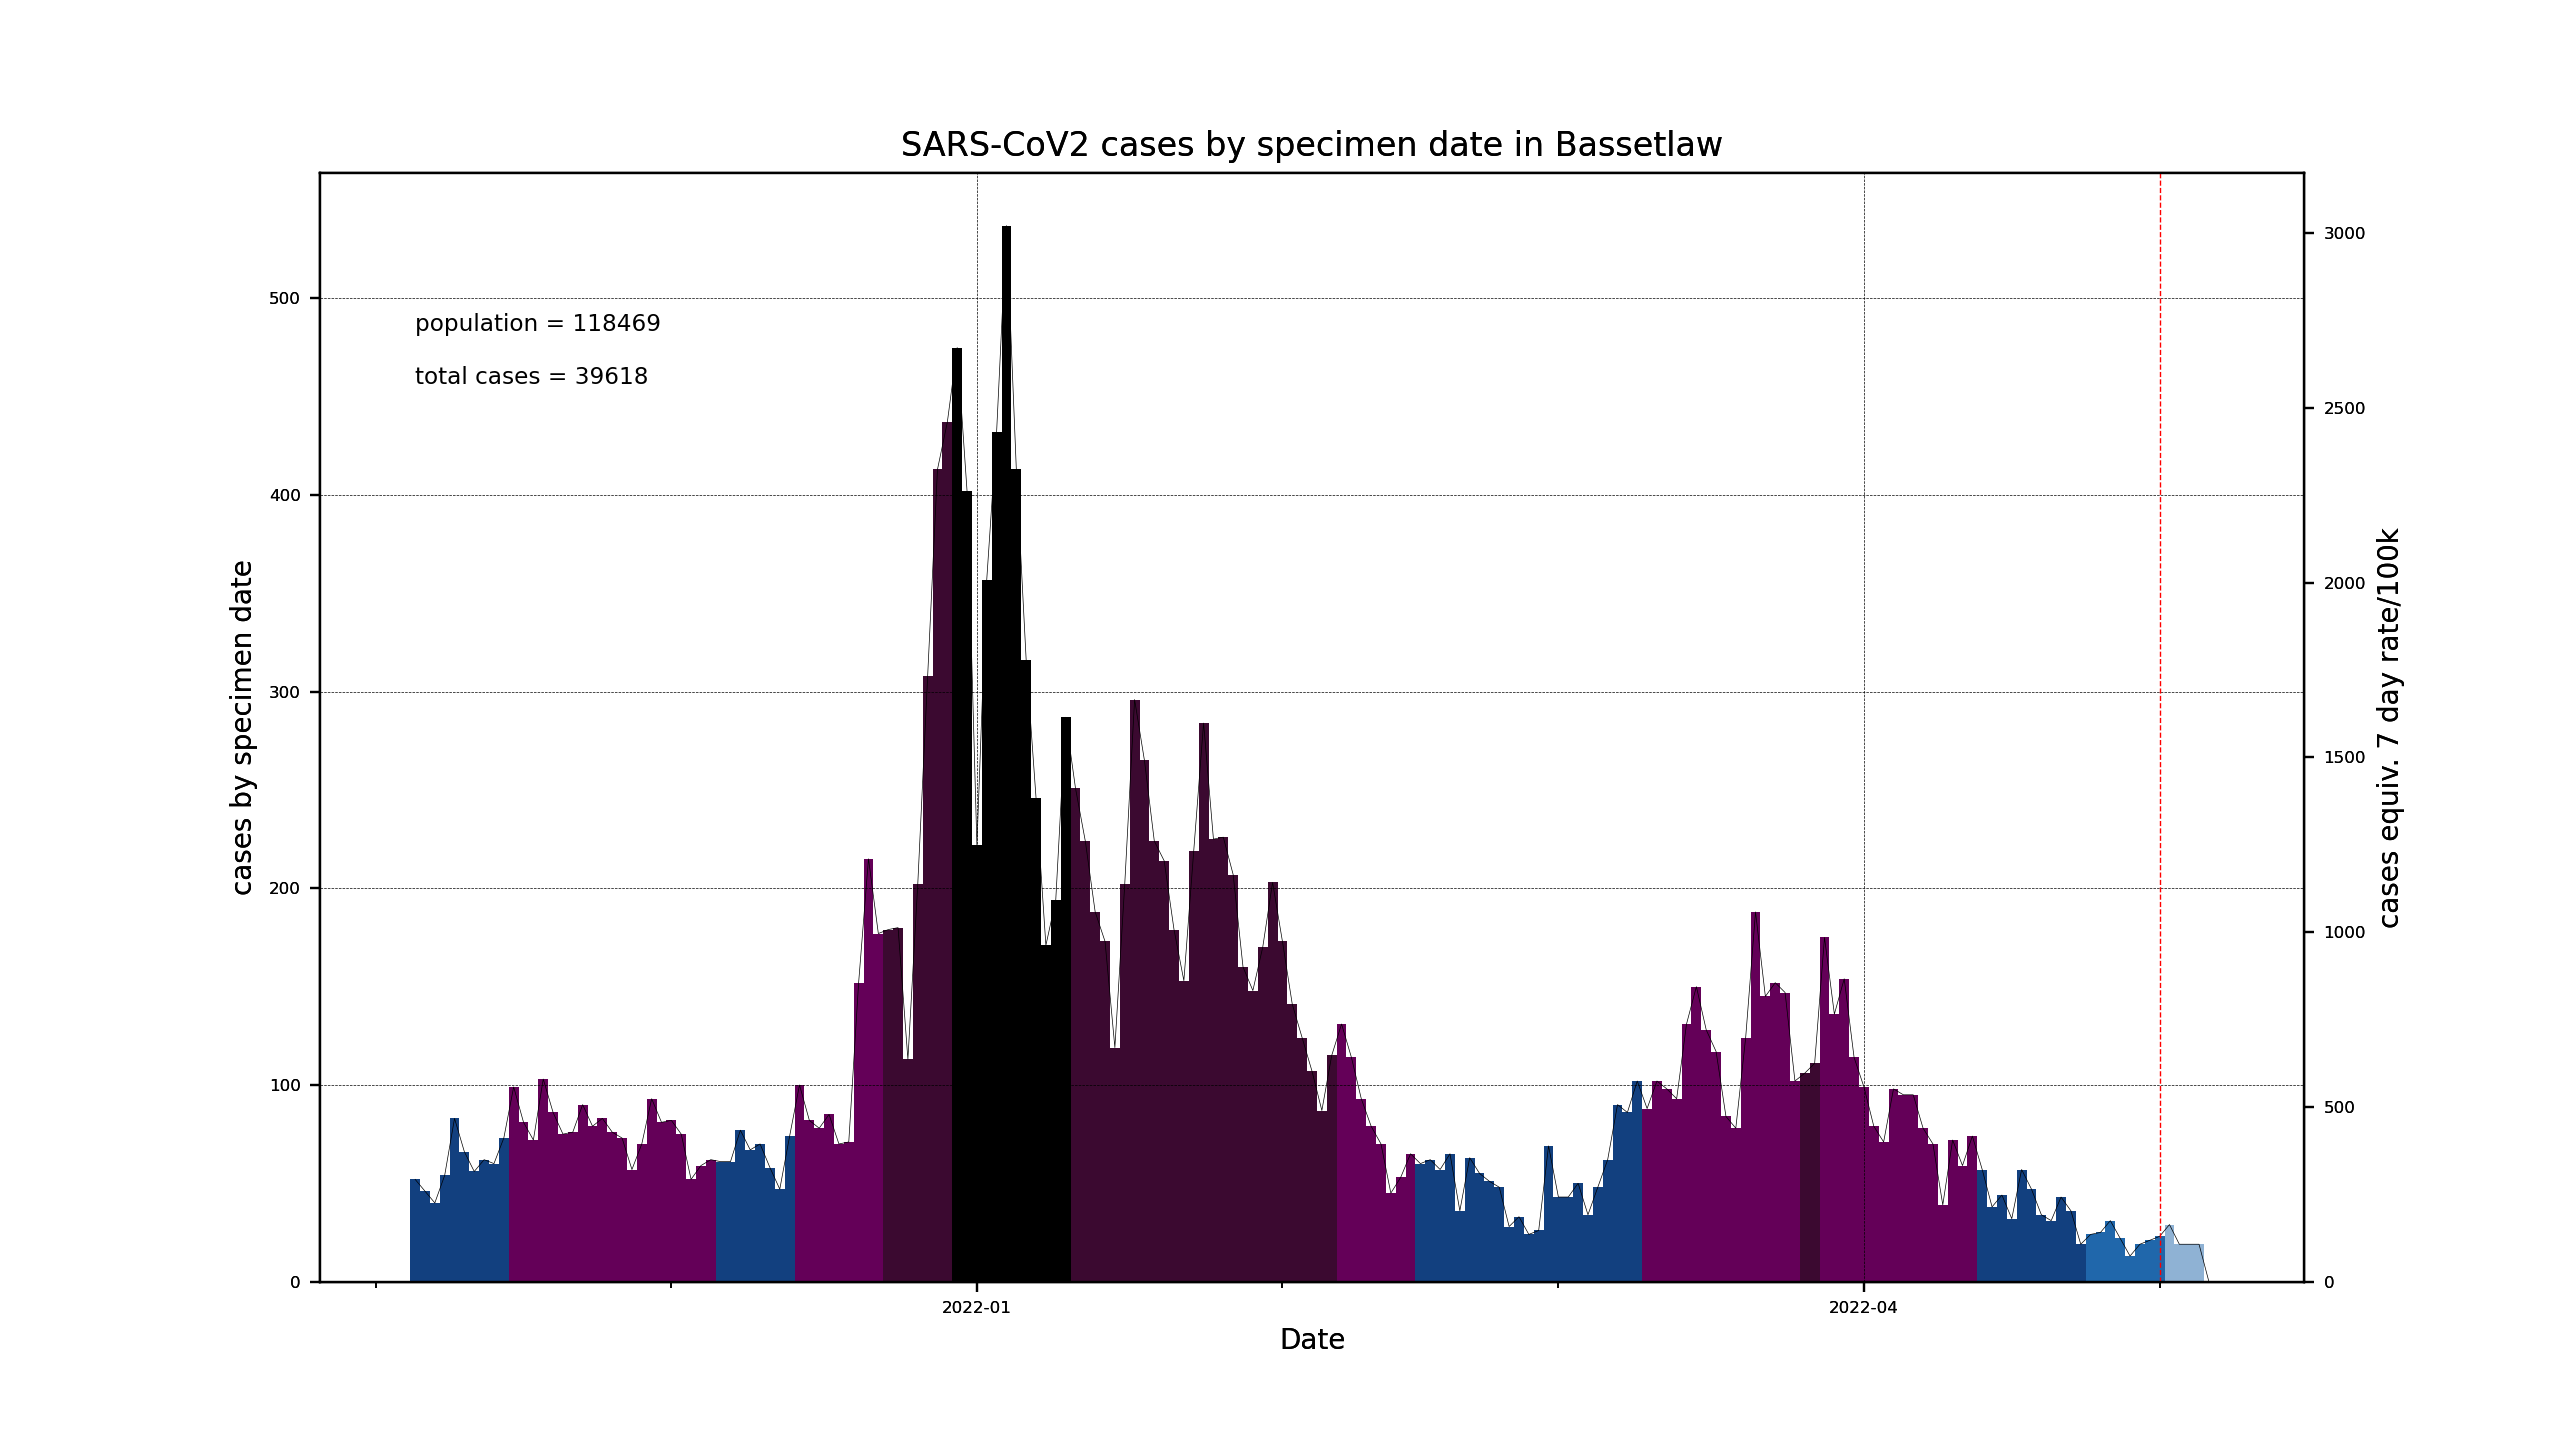 SARS-CoV2 cases by specimen date in Bassetlaw
population = 118469
total cases = 39618
cases by specimen date
500
400
300
200
100
0
3000
2500
2000
1500
1000
500
0
cases equiv. 7 day rate/100k
2022-01
2022-04
Date